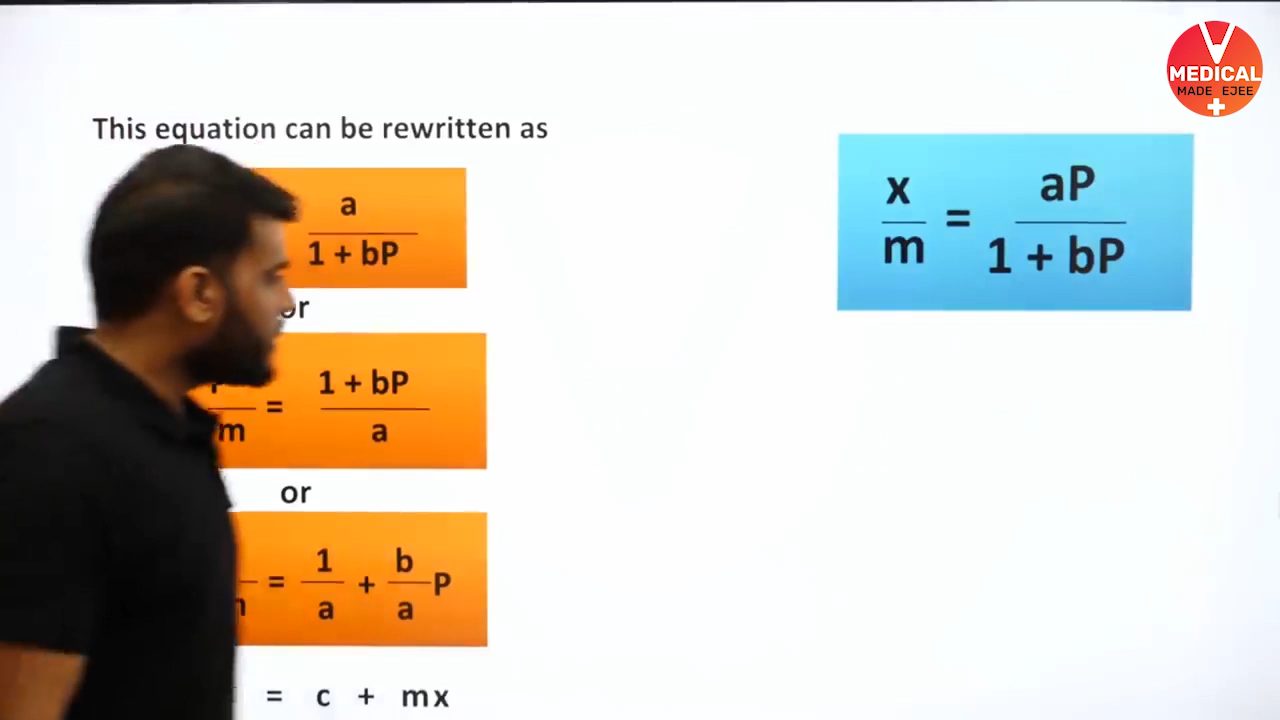 MEDICAL
MADE EJEE
This equation can be rewritten as
a
1 + bP
x
m
=
aP
1 + bP
or
m
=
1 + bP
a
or
=
1
a
+
b
a
P
= c + mx